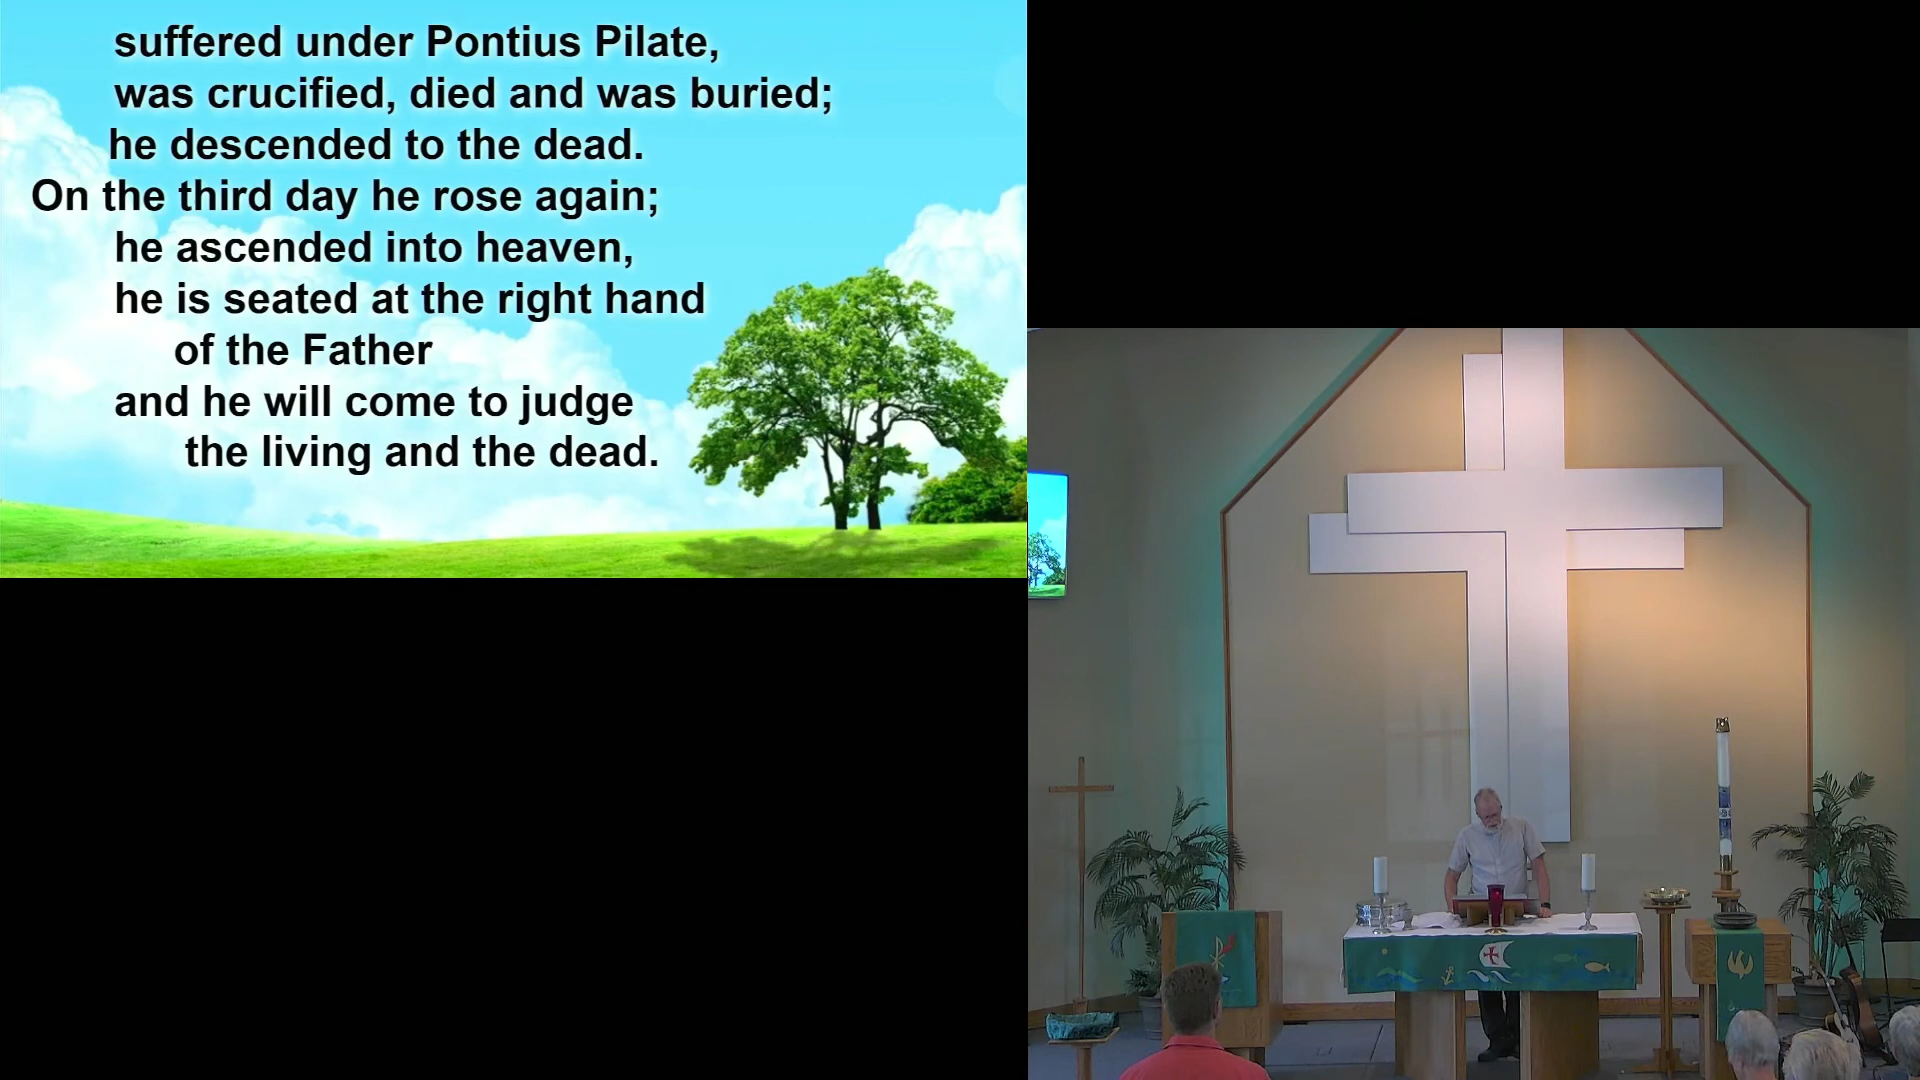 suffered under Pontius Pilate,
was crucified, died and was buried;
he descended to the dead.
On the third day he rose again;
he ascended into heaven,
he is seated at the right hand
of the Father
and he will come to judge
the living and the dead.